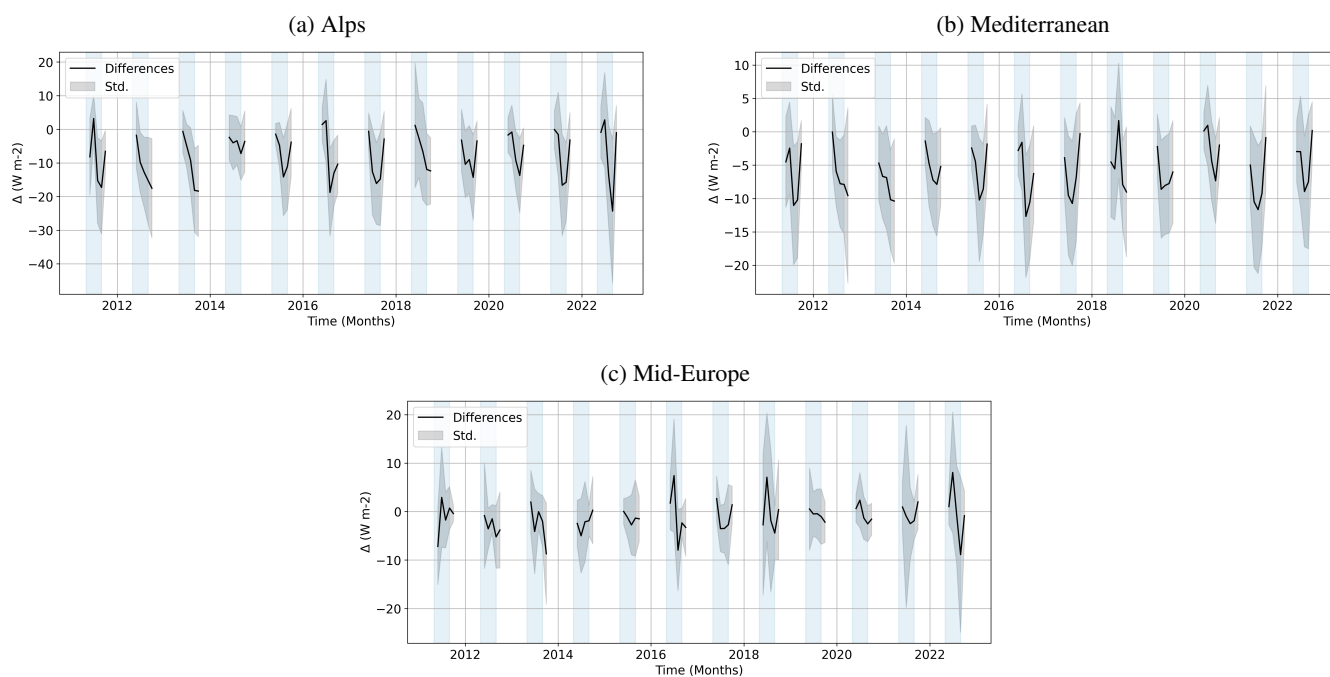 (a) Alps
20
10
0
−10
−20
−30
−40
Δ (W m-2)
Differences
Std.
2012 2014 2016 2018 2020 2022
Time (Months)
(b) Mediterranean
10
5
0
−5
−10
−15
−20
Δ (W m-2)
Differences
Std.
2012 2014 2016 2018 2020 2022
Time (Months)
(c) Mid-Europe
20
10
0
−10
−20
Δ (W m-2)
Differences
Std.
2012 2014 2016 2018 2020 2022
Time (Months)